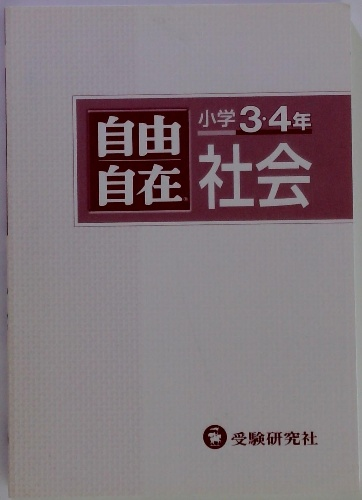 自由
自在
小学3・4年
社会
受験研究社